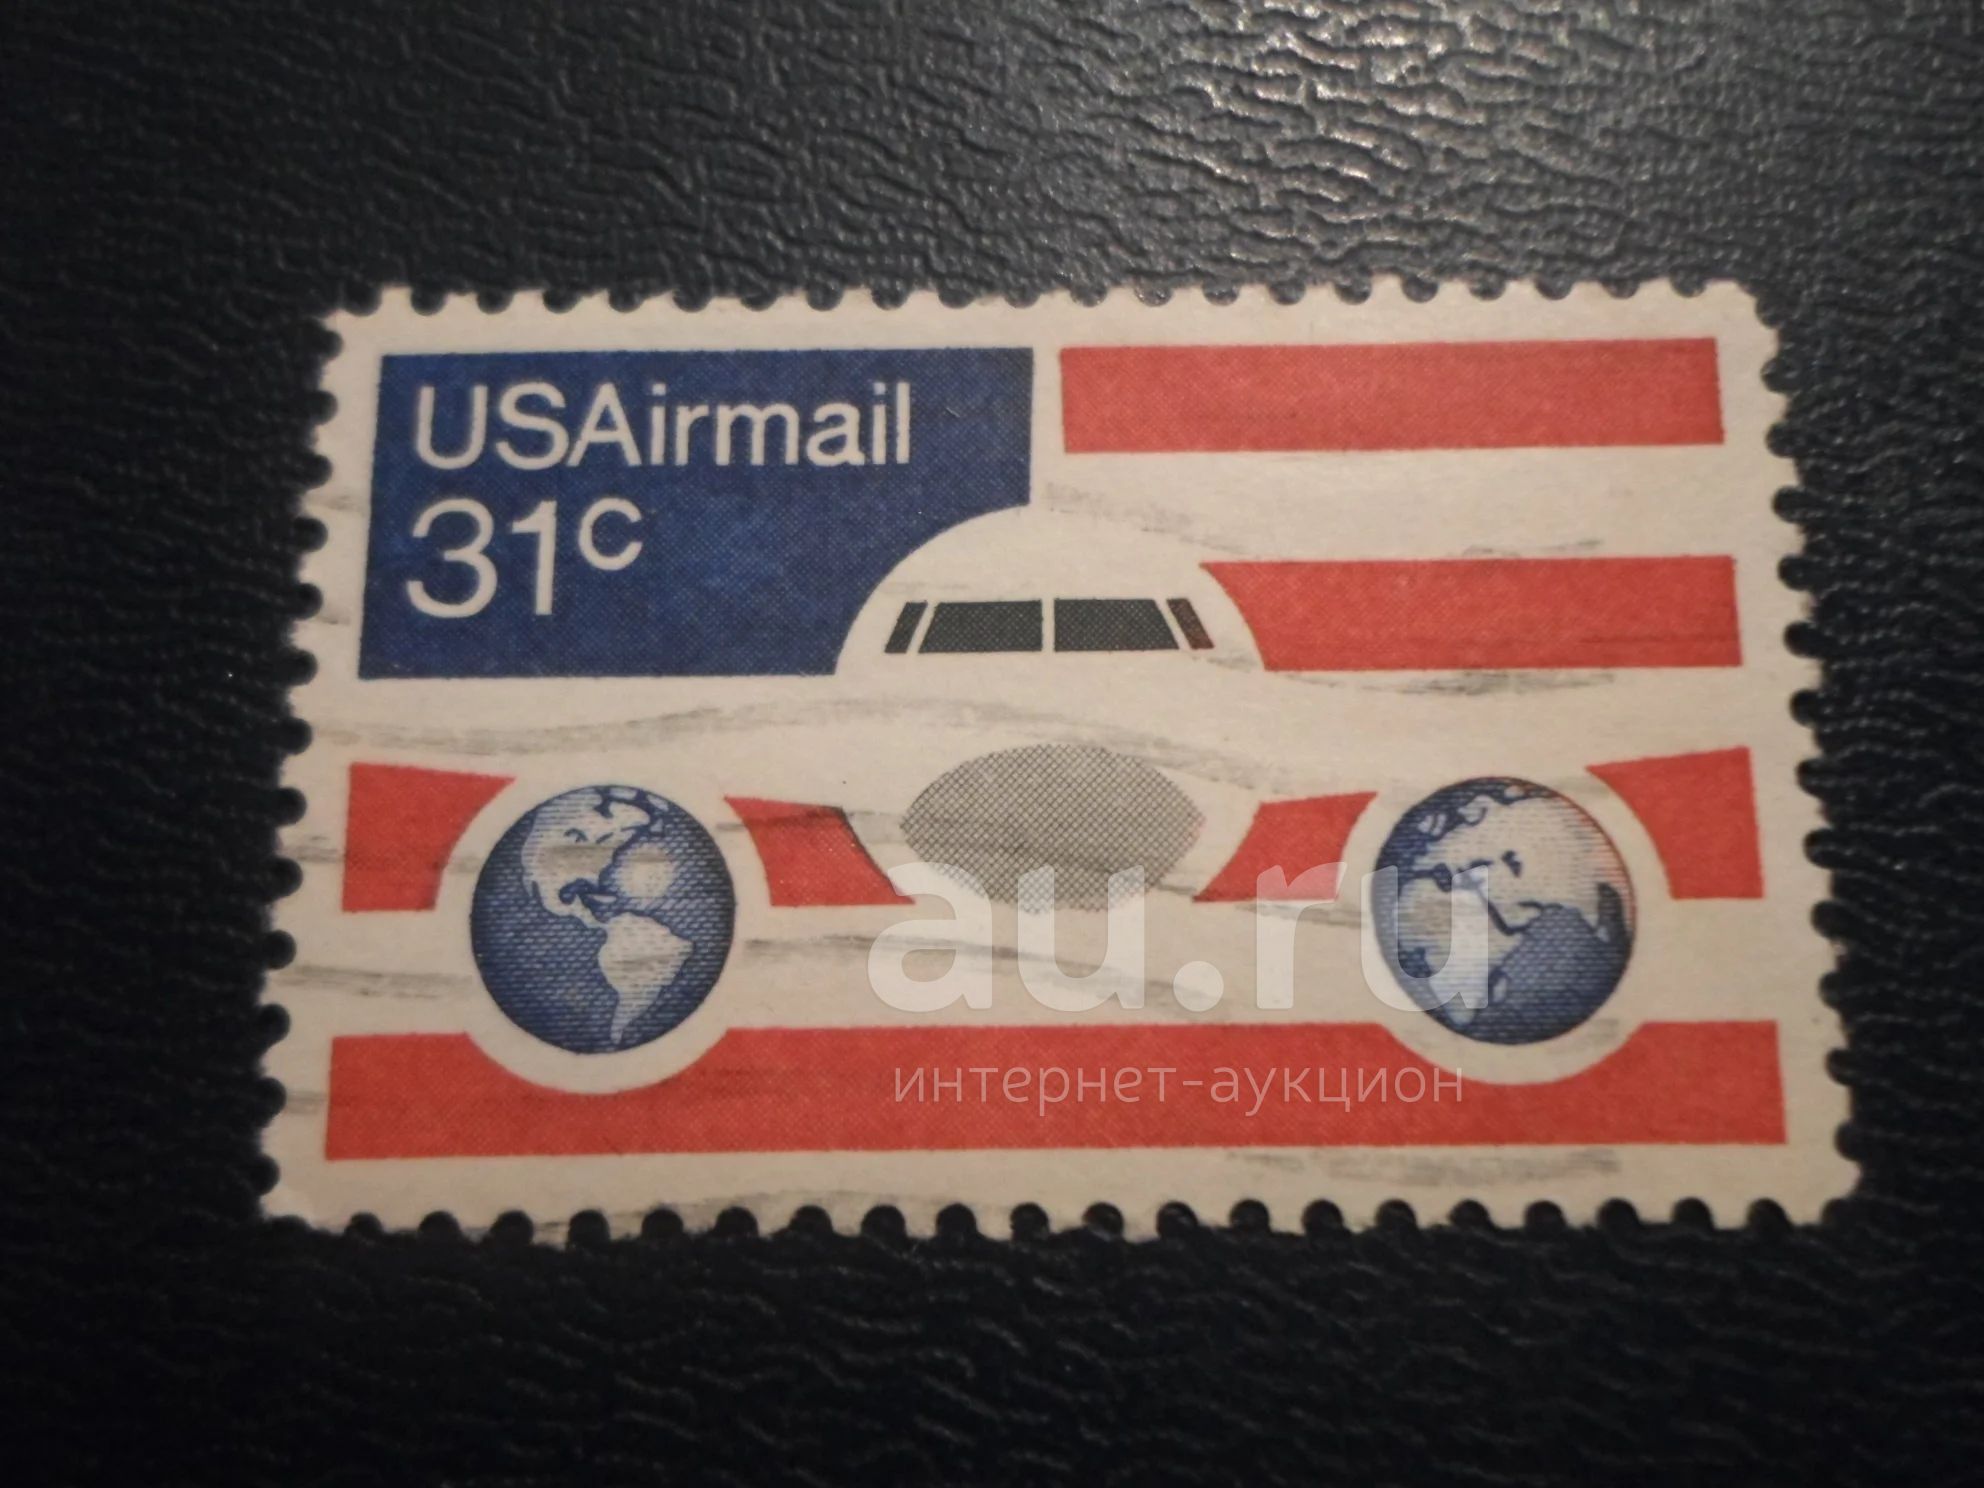 USAirmail
31c
au.ru
интернет-аукцион